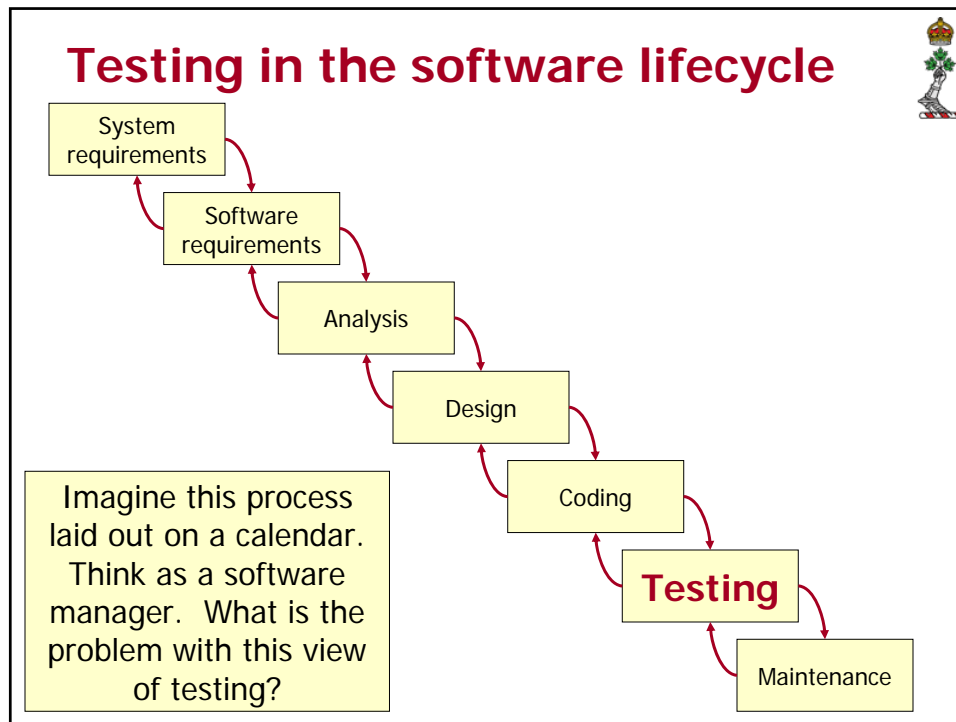 Testing in the software lifecycle
System
requirements
Software
requirements
Analysis
Design
Coding
Testing
Maintenance
Imagine this process
laid out on a calendar.
Think as a software
manager.  What is the
problem with this view
of testing?